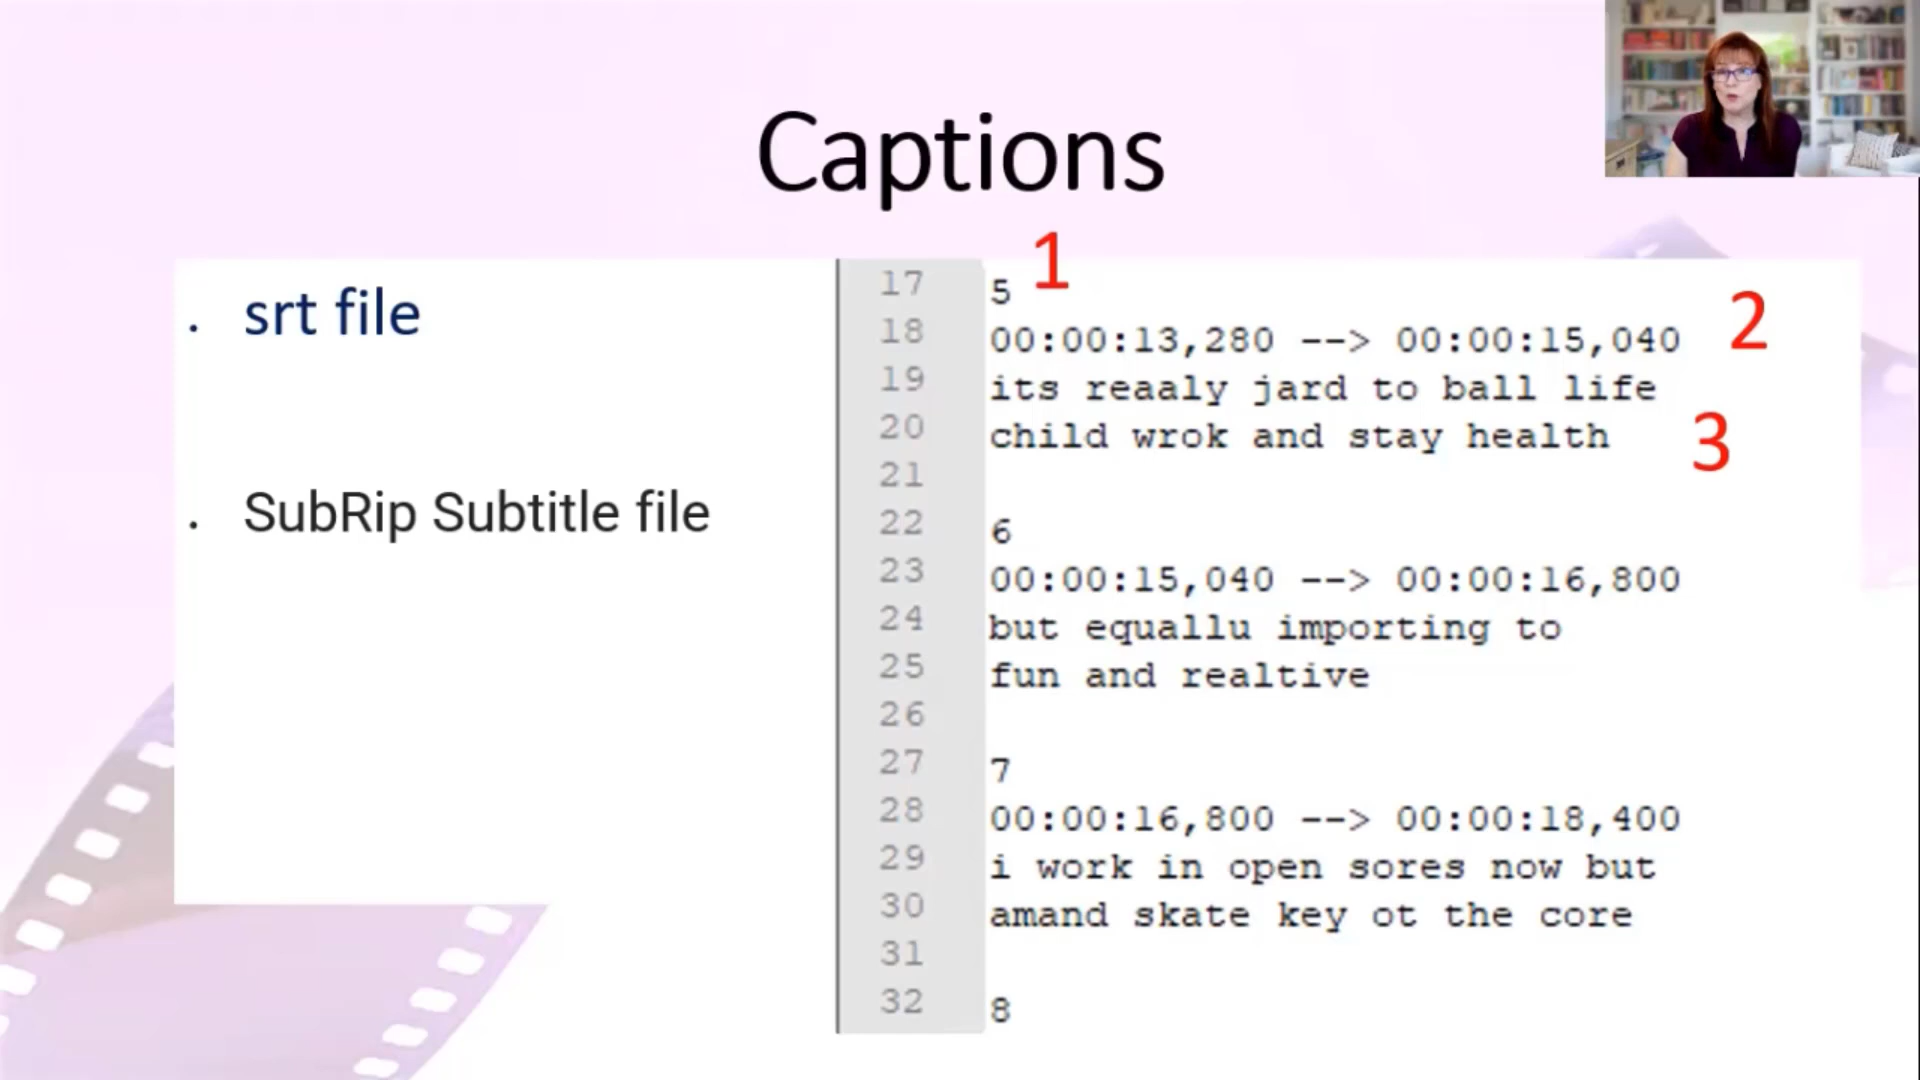 Captions
. srt file
. SubRip Subtitle file
1
2
3
17 5
18 00:00:13,280 --> 00:00:15,040
19 its reaaly jard to ball life
20 child wrok and stay health
21
22 6
23 00:00:15,040 --> 00:00:16,800
24 but equallu importing to
25 fun and realtive
26
27 7
28 00:00:16,800 --> 00:00:18,400
29 i work in open sores now but
30 amand skate key ot the core
31
32 8